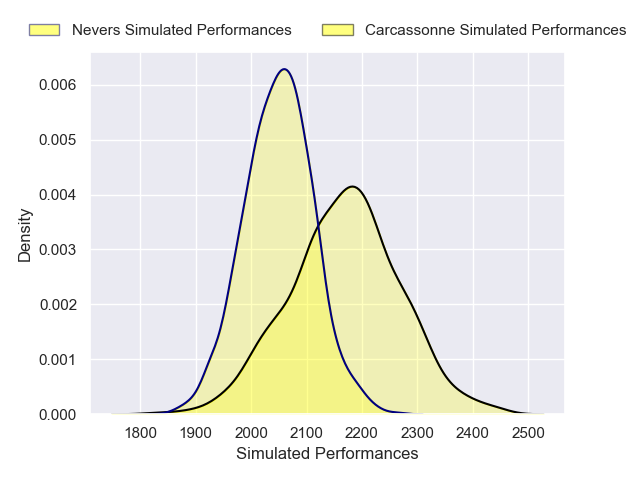 Nevers Simulated Performances Carcassonne Simulated Performances
0.006
0.005
0.004
0.003
0.002
0.001
0.000
Density
1800 1900 2000 2100 2200 2300 2400 2500
Simulated Performances